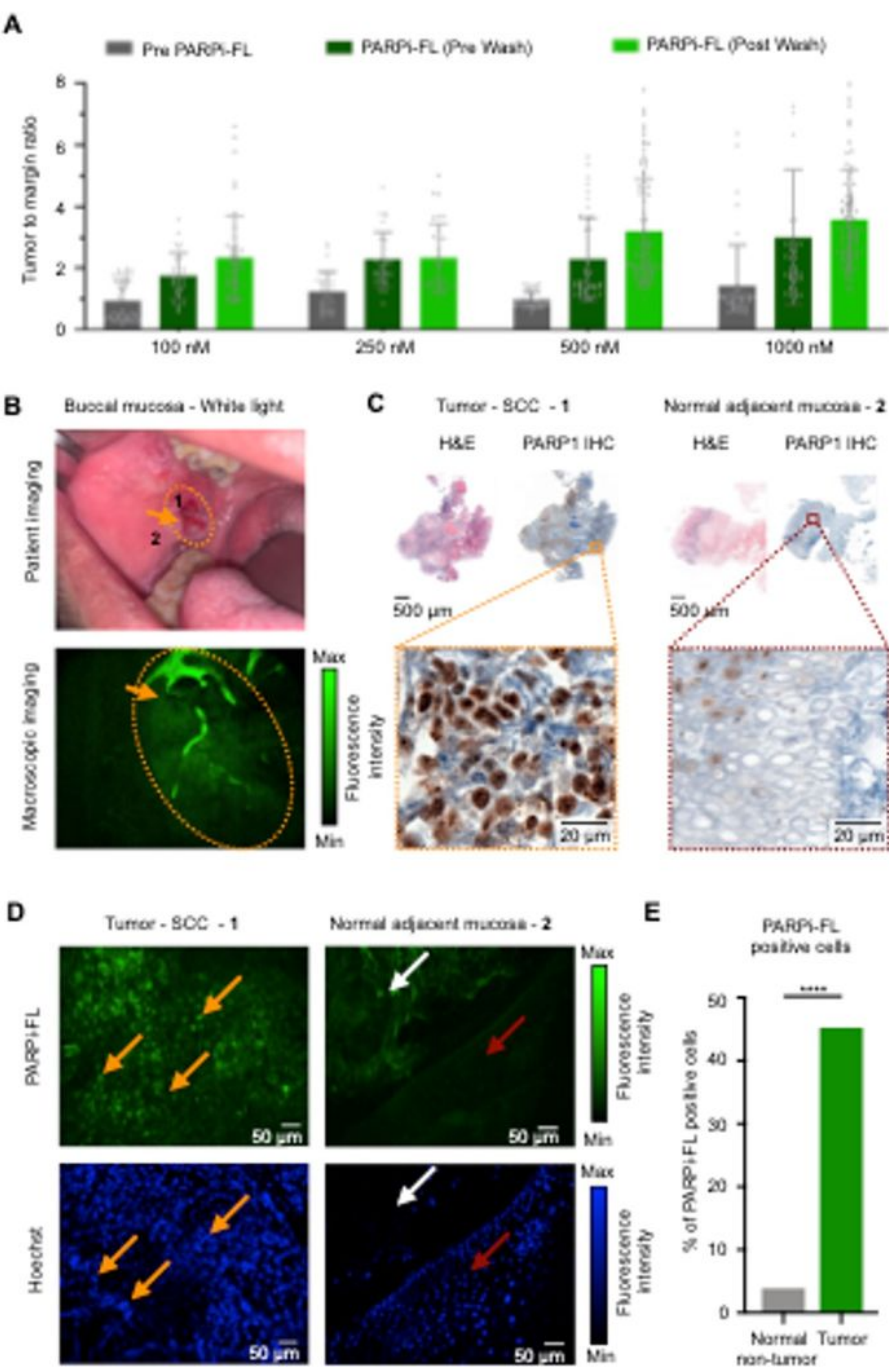 A
Pre PARPi-FL PARPi-FL (Pre Wash) PARPi-FL (Post Wash)
Tumor to margin ratio
8
6
4
2
0
100 nM 250 nM 500 nM 1000 nM
B
Buccal mucosa - White light
Patient imaging
1
2
Macroscopic imaging
Max
Fluorescence
intensity
Min
C
Tumor - SCC - 1 Normal adjacent mucosa - 2
H&E PARP1 IHC H&E PARP1 IHC
500 µm 500 µm
20 µm 20 µm
D
Tumor - SCC - 1 Normal adjacent mucosa - 2
PARPi-FL
50 µm 50 µm
Max
Fluorescence
intensity
Min
Hoechst
50 µm 50 µm
Max
Fluorescence
intensity
Min
E
PARPi-FL
positive cells
****
% of PARPi-FL positive cells
50
40
30
20
10
0
Normal Tumor
non-tumor